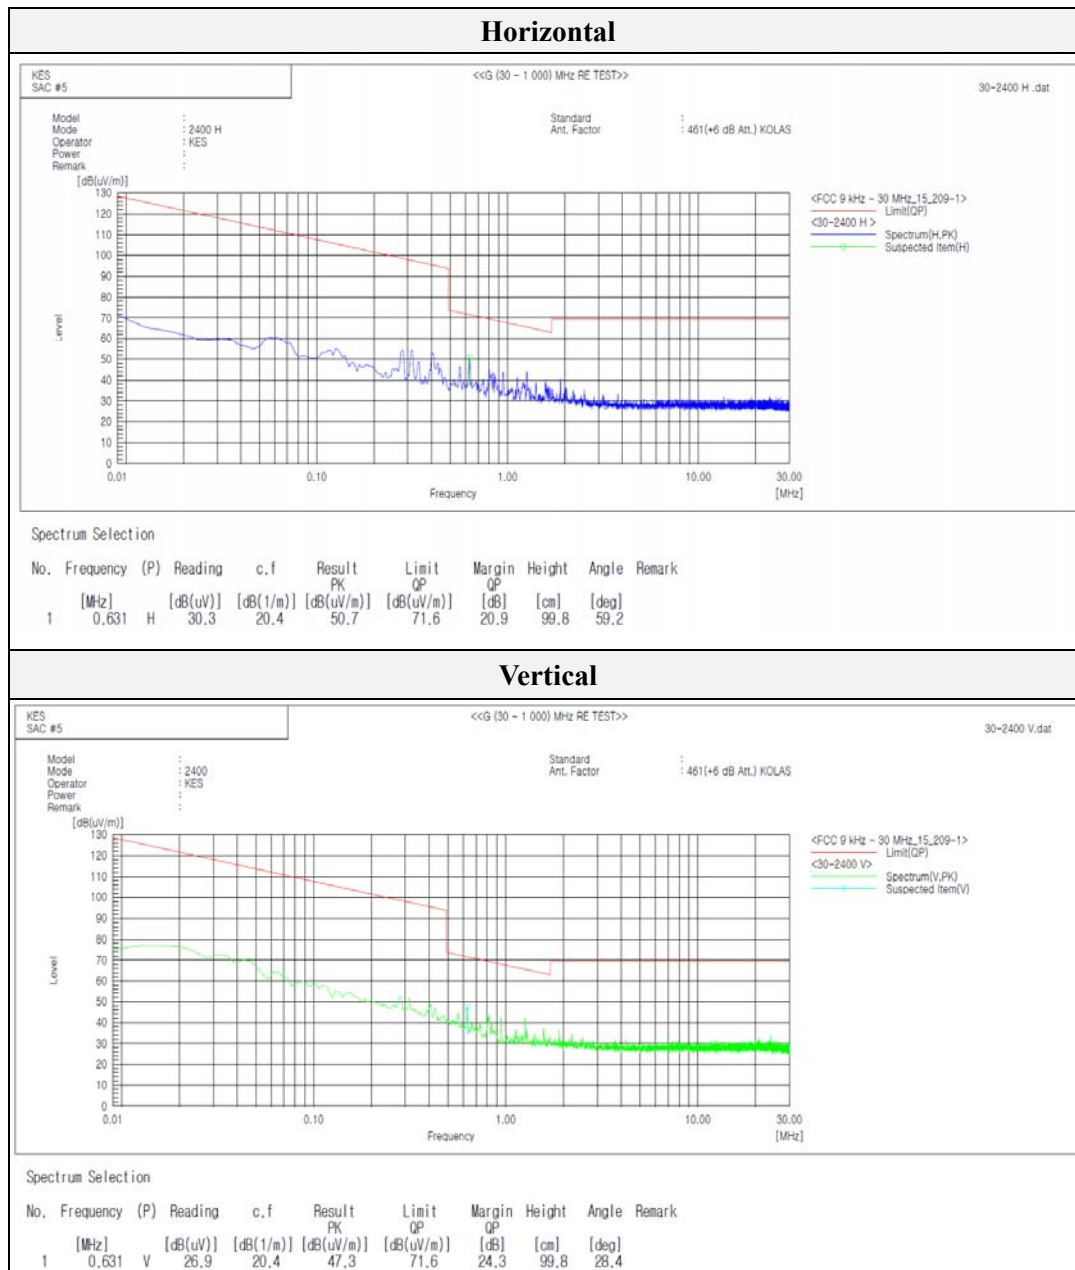 Horizontal
KES
SAC #5
<<G (30 - 1 000) MHz RE TEST>>
30-2400 H .dat
Model :
Mode : 2400 H
Operator : KES
Power :
Remark :
Standard :
Ant. Factor : 461(+6 dB Att.) KOLAS
[dB(uV/m)]
130
120
110
100
90
80
70
60
50
40
30
20
10
0
Level
0.01 0.10 1.00 10.00 30.00
Frequency [MHz]
<FCC 9 kHz - 30 MHz_15_209-1>
Limit(QP)
<30-2400 H >
Spectrum(H,PK)
Suspected Item(H)
Spectrum Selection
No. Frequency (P) Reading c.f Result Limit Margin Height Angle Remark
PK QP QP
[MHz] [dB(uV)] [dB(1/m)] [dB(uV/m)] [dB(uV/m)] [dB] [cm] [deg]
1 0.631 H 30.3 20.4 50.7 71.6 20.9 99.8 59.2
Vertical
KES
SAC #5
<<G (30 - 1 000) MHz RE TEST>>
30-2400 V.dat
Model :
Mode : 2400
Operator : KES
Power :
Remark :
Standard :
Ant. Factor : 461(+6 dB Att.) KOLAS
[dB(uV/m)]
130
120
110
100
90
80
70
60
50
40
30
20
10
0
Level
0.01 0.10 1.00 10.00 30.00
Frequency [MHz]
<FCC 9 kHz - 30 MHz_15_209-1>
Limit(QP)
<30-2400 V>
Spectrum(V,PK)
Suspected Item(V)
Spectrum Selection
No. Frequency (P) Reading c.f Result Limit Margin Height Angle Remark
PK QP QP
[MHz] [dB(uV)] [dB(1/m)] [dB(uV/m)] [dB(uV/m)] [dB] [cm] [deg]
1 0.631 V 26.9 20.4 47.3 71.6 24.3 99.8 28.4